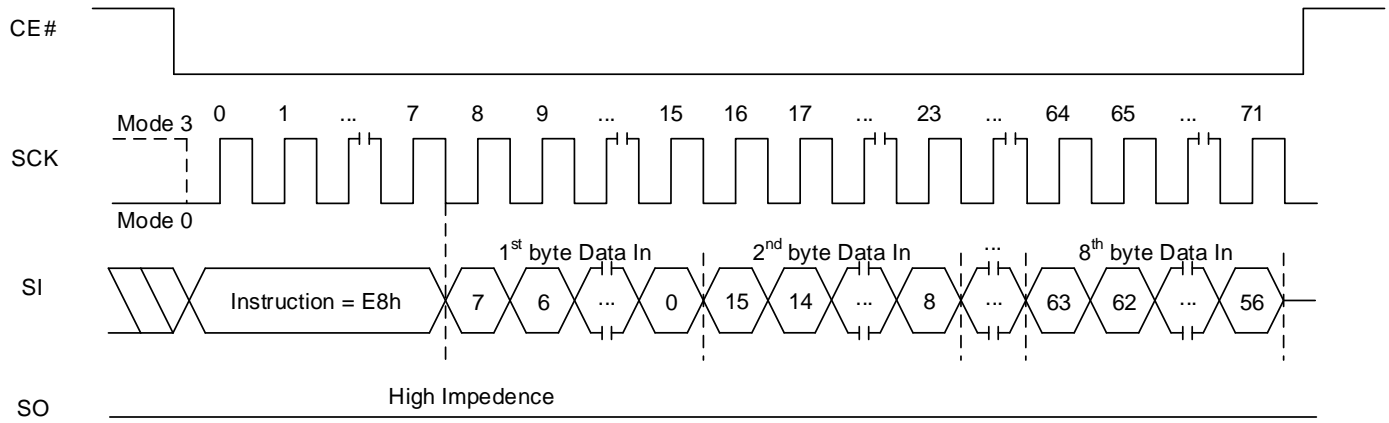 CE#
0 1 ... 7 8 9 ... 15 16 17 ... 23 ... 64 65 ... 71
Mode 3
SCK
Mode 0
1st byte Data In 2nd byte Data In ... 8th byte Data In
SI
Instruction = E8h 7 6 ... 0 15 14 ... 8 ... 63 62 ... 56
High Impedence
SO